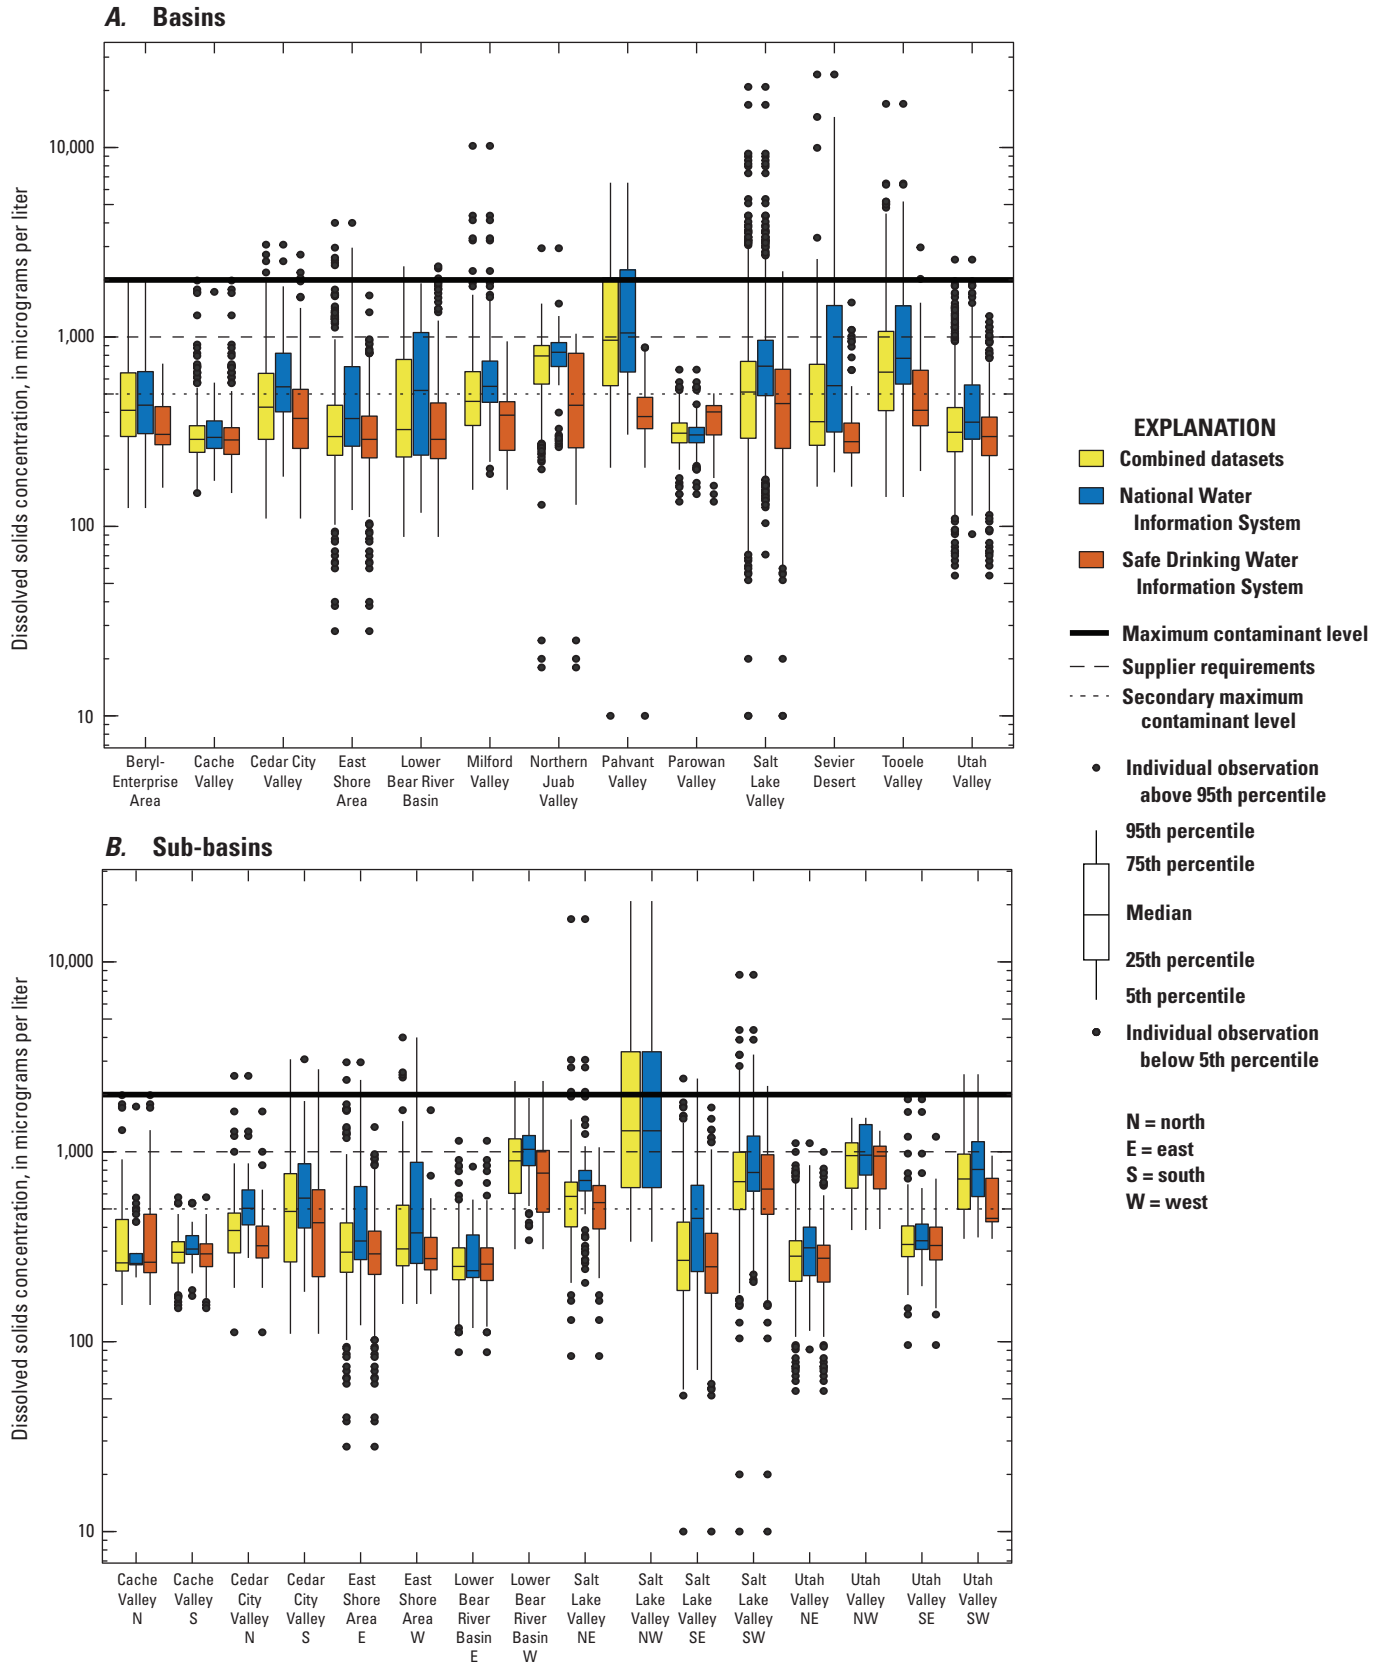 A. Basins
Dissolved solids concentration, in micrograms per liter
10,000
1,000
100
10
Beryl-
Enterprise
Area
Cache
Valley
Cedar City
Valley
East
Shore
Area
Lower
Bear River
Basin
Milford
Valley
Northern
Juab
Valley
Pahvant
Valley
Parowan
Valley
Salt
Lake
Valley
Sevier
Desert
Tooele
Valley
Utah
Valley
B. Sub-basins
Dissolved solids concentration, in micrograms per liter
10,000
1,000
100
10
Cache
Valley
N
Cache
Valley
S
Cedar
City
Valley
N
Cedar
City
Valley
S
East
Shore
Area
E
East
Shore
Area
W
Lower
Bear
River
Basin
E
Lower
Bear
River
Basin
W
Salt
Lake
Valley
NE
Salt
Lake
Valley
NW
Salt
Lake
Valley
SE
Salt
Lake
Valley
SW
Utah
Valley
NE
Utah
Valley
NW
Utah
Valley
SE
Utah
Valley
SW
EXPLANATION
Combined datasets
National Water
Information System
Safe Drinking Water
Information System
Maximum contaminant level
Supplier requirements
Secondary maximum
contaminant level
Individual observation
above 95th percentile
95th percentile
75th percentile
Median
25th percentile
5th percentile
Individual observation
below 5th percentile
N = north
E = east
S = south
W = west